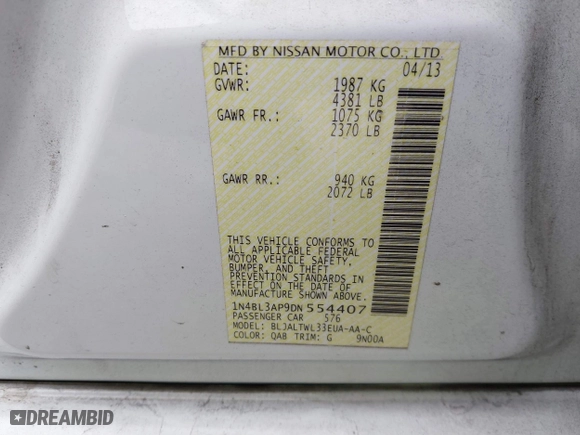 MFD BY NISSAN MOTOR CO., LTD
DATE: 04/13
GVWR: 1987 KG
4381 LB
GAWR FR.: 1075 KG
2370 LB
GAWR RR.: 940 KG
2072 LB
THIS VEHICLE CONFORMS TO
ALL APPLICABLE FEDERAL
MOTOR VEHICLE SAFETY,
BUMPER, AND THEFT
PREVENTION STANDARDS IN
EFFECT ON THE DATE OF
MANUFACTURE SHOWN ABOVE.
1N4BL3AP9DN 554407
PASSENGER CAR 576
MODEL: BLJALTWL33EUA-AA-C
COLOR: QAB TRIM: G 9N00A
DREAMBID